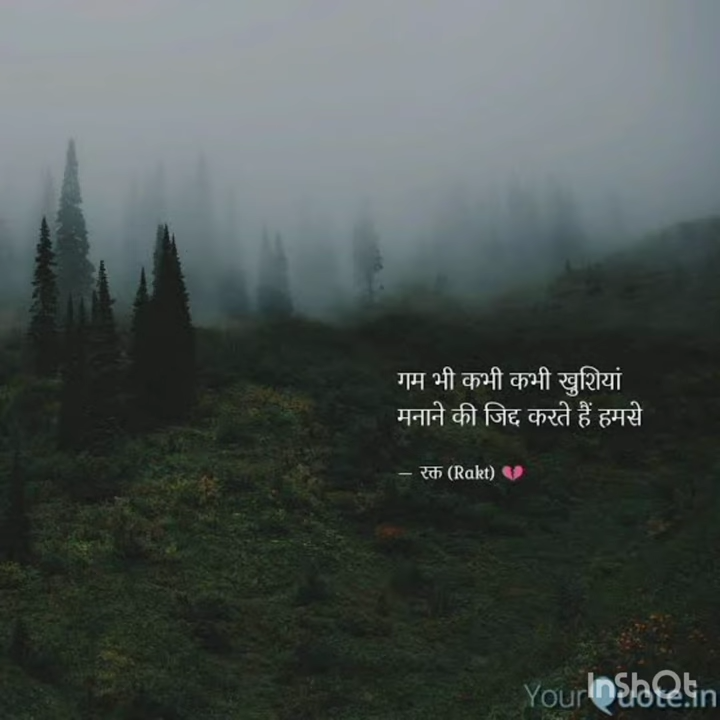 गम भी कभी कभी खुशियां
मनाने की जिद्द करते हैं हमसे
— रक्त (Rakt) 💔
YourQuote.in
InShOt